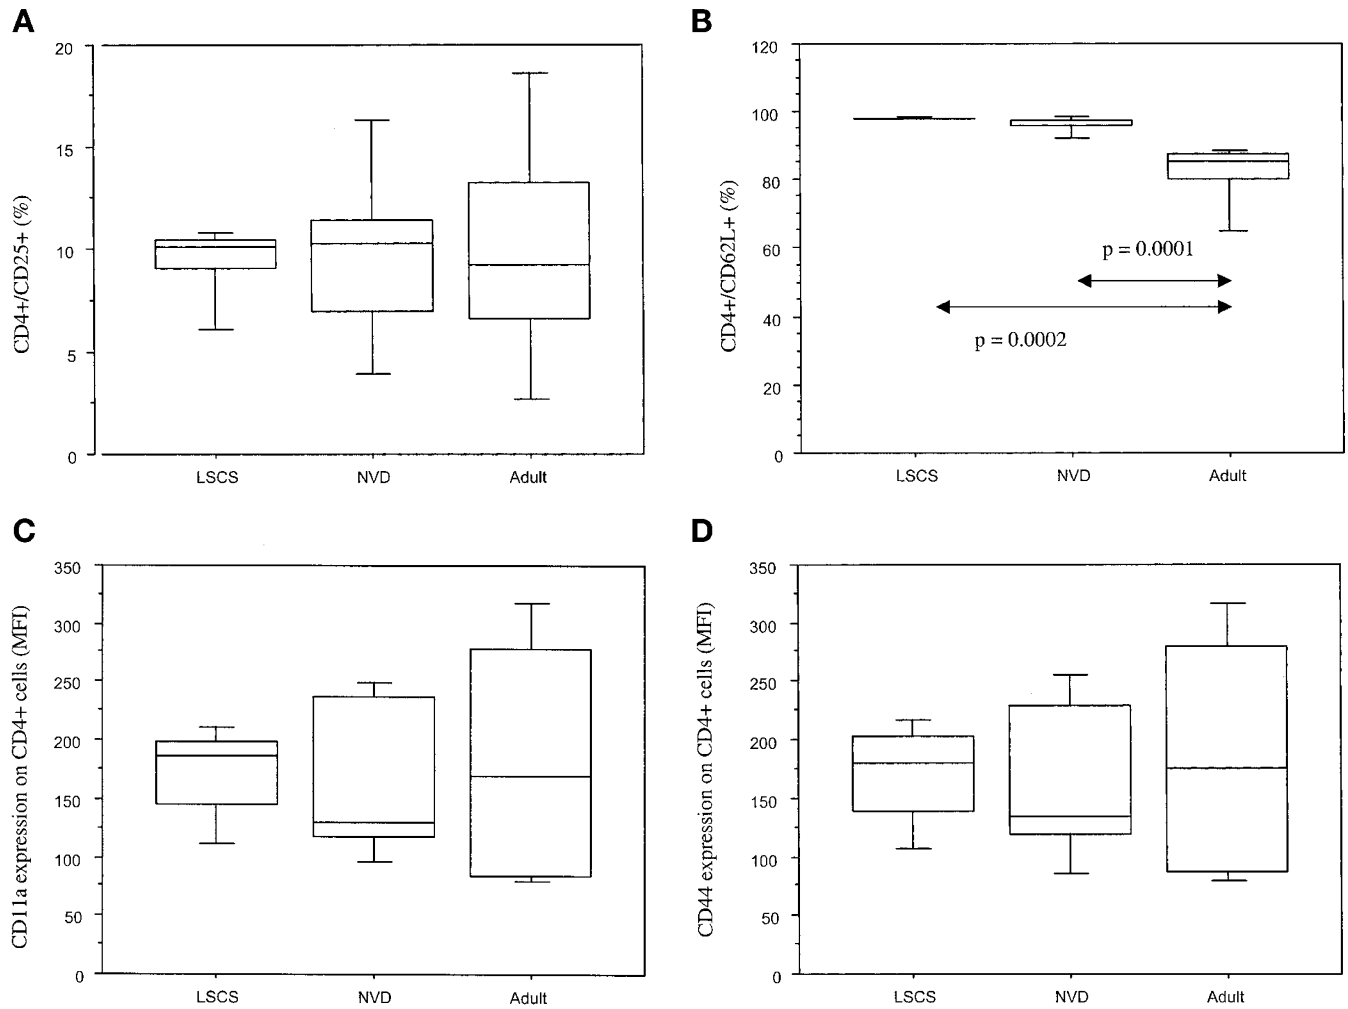 A
20
15
10
5
0
CD4+/CD25+ (%)
LSCS NVD Adult
B
120
100
80
60
40
20
0
CD4+/CD62L+ (%)
p = 0.0001
p = 0.0002
LSCS NVD Adult
C
350
300
250
200
150
100
50
0
CD11a expression on CD4+ cells (MFI)
LSCS NVD Adult
D
350
300
250
200
150
100
50
0
CD44 expression on CD4+ cells (MFI)
LSCS NVD Adult